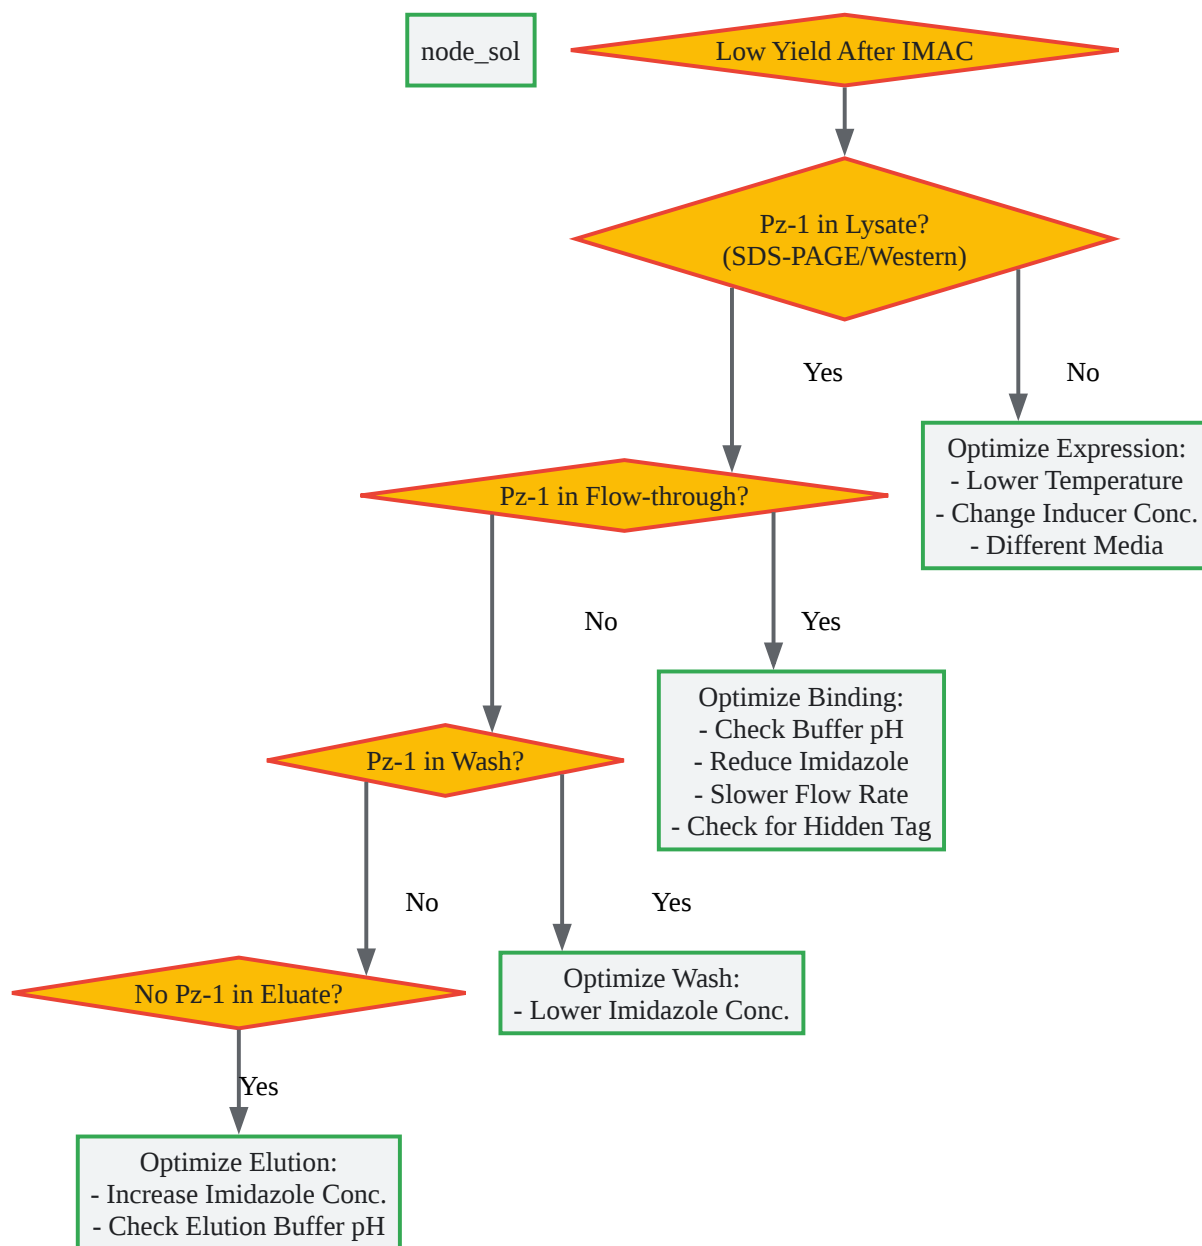 node_sol
Low Yield After IMAC
Pz-1 in Lysate?
(SDS-PAGE/Western)
Yes
No
Optimize Expression:
- Lower Temperature
- Change Inducer Conc.
- Different Media
Pz-1 in Flow-through?
No
Yes
Optimize Binding:
- Check Buffer pH
- Reduce Imidazole
- Slower Flow Rate
- Check for Hidden Tag
Pz-1 in Wash?
No
Yes
Optimize Wash:
- Lower Imidazole Conc.
No Pz-1 in Eluate?
Yes
Optimize Elution:
- Increase Imidazole Conc.
- Check Elution Buffer pH